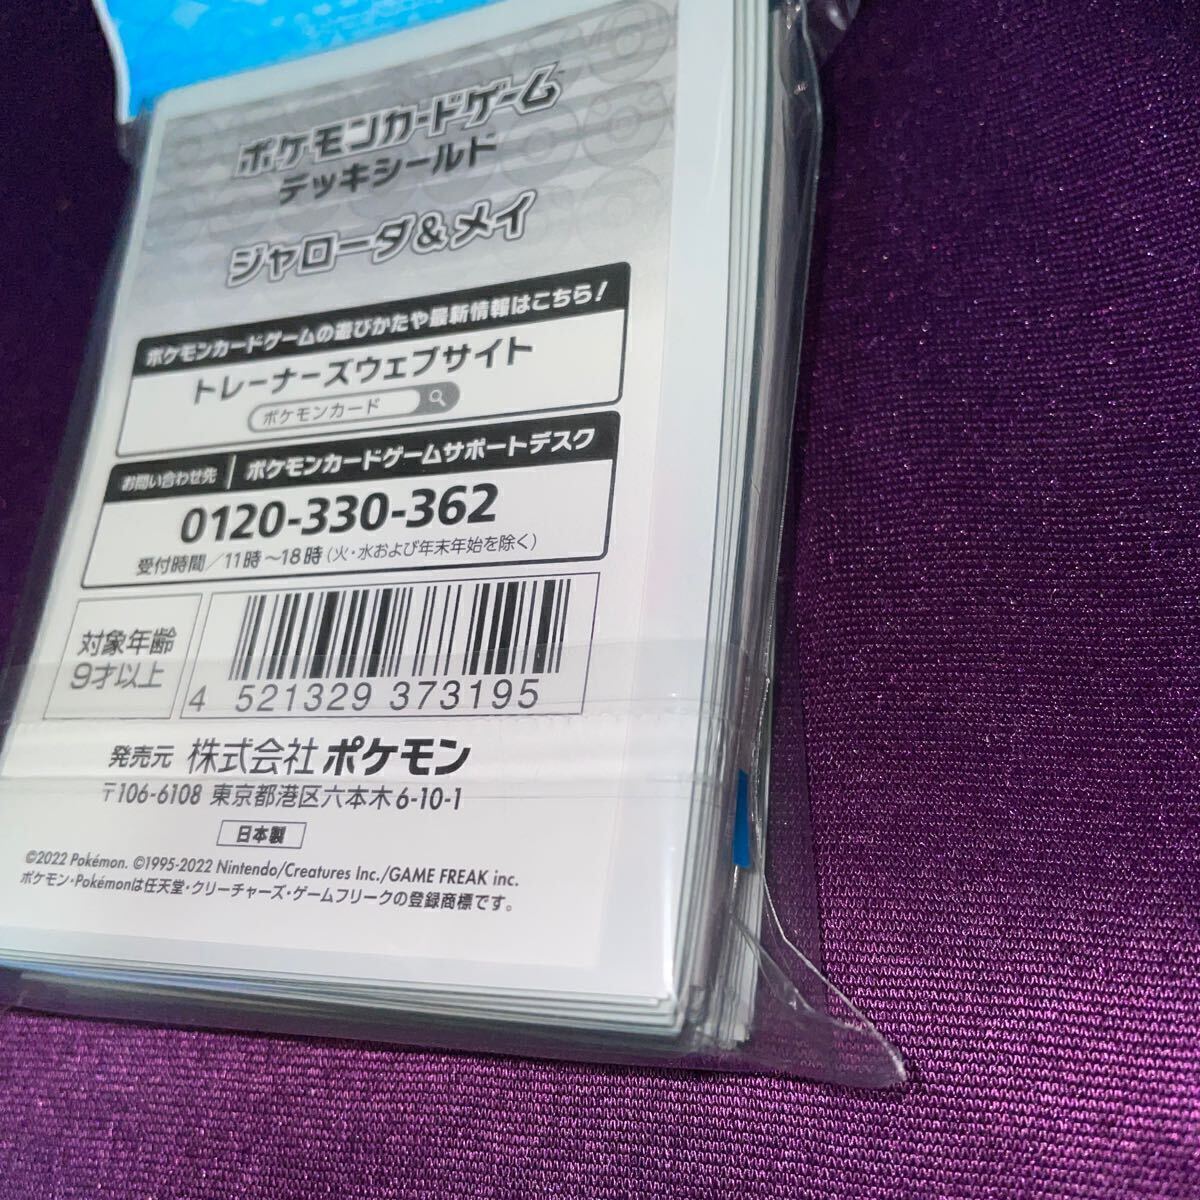 ポケモンカードゲーム
デッキシールド
ジャローダ&メイ
ポケモンカードゲームの遊びかたや最新情報はこちら!
トレーナーズウェブサイト
ポケモンカード
お問い合わせ先 ポケモンカードゲームサポートデスク
0120-330-362
受付時間/11時~18時(火・水および年末年始を除く)
対象年齢
9才以上
4 521329 373195
発売元 株式会社ポケモン
〒106-6108 東京都港区六本木6-10-1
日本製
©2022 Pokémon. ©1995-2022 Nintendo/Creatures Inc./GAME FREAK inc.
ポケモン・Pokémonは任天堂・クリーチャーズ・ゲームフリークの登録商標です。